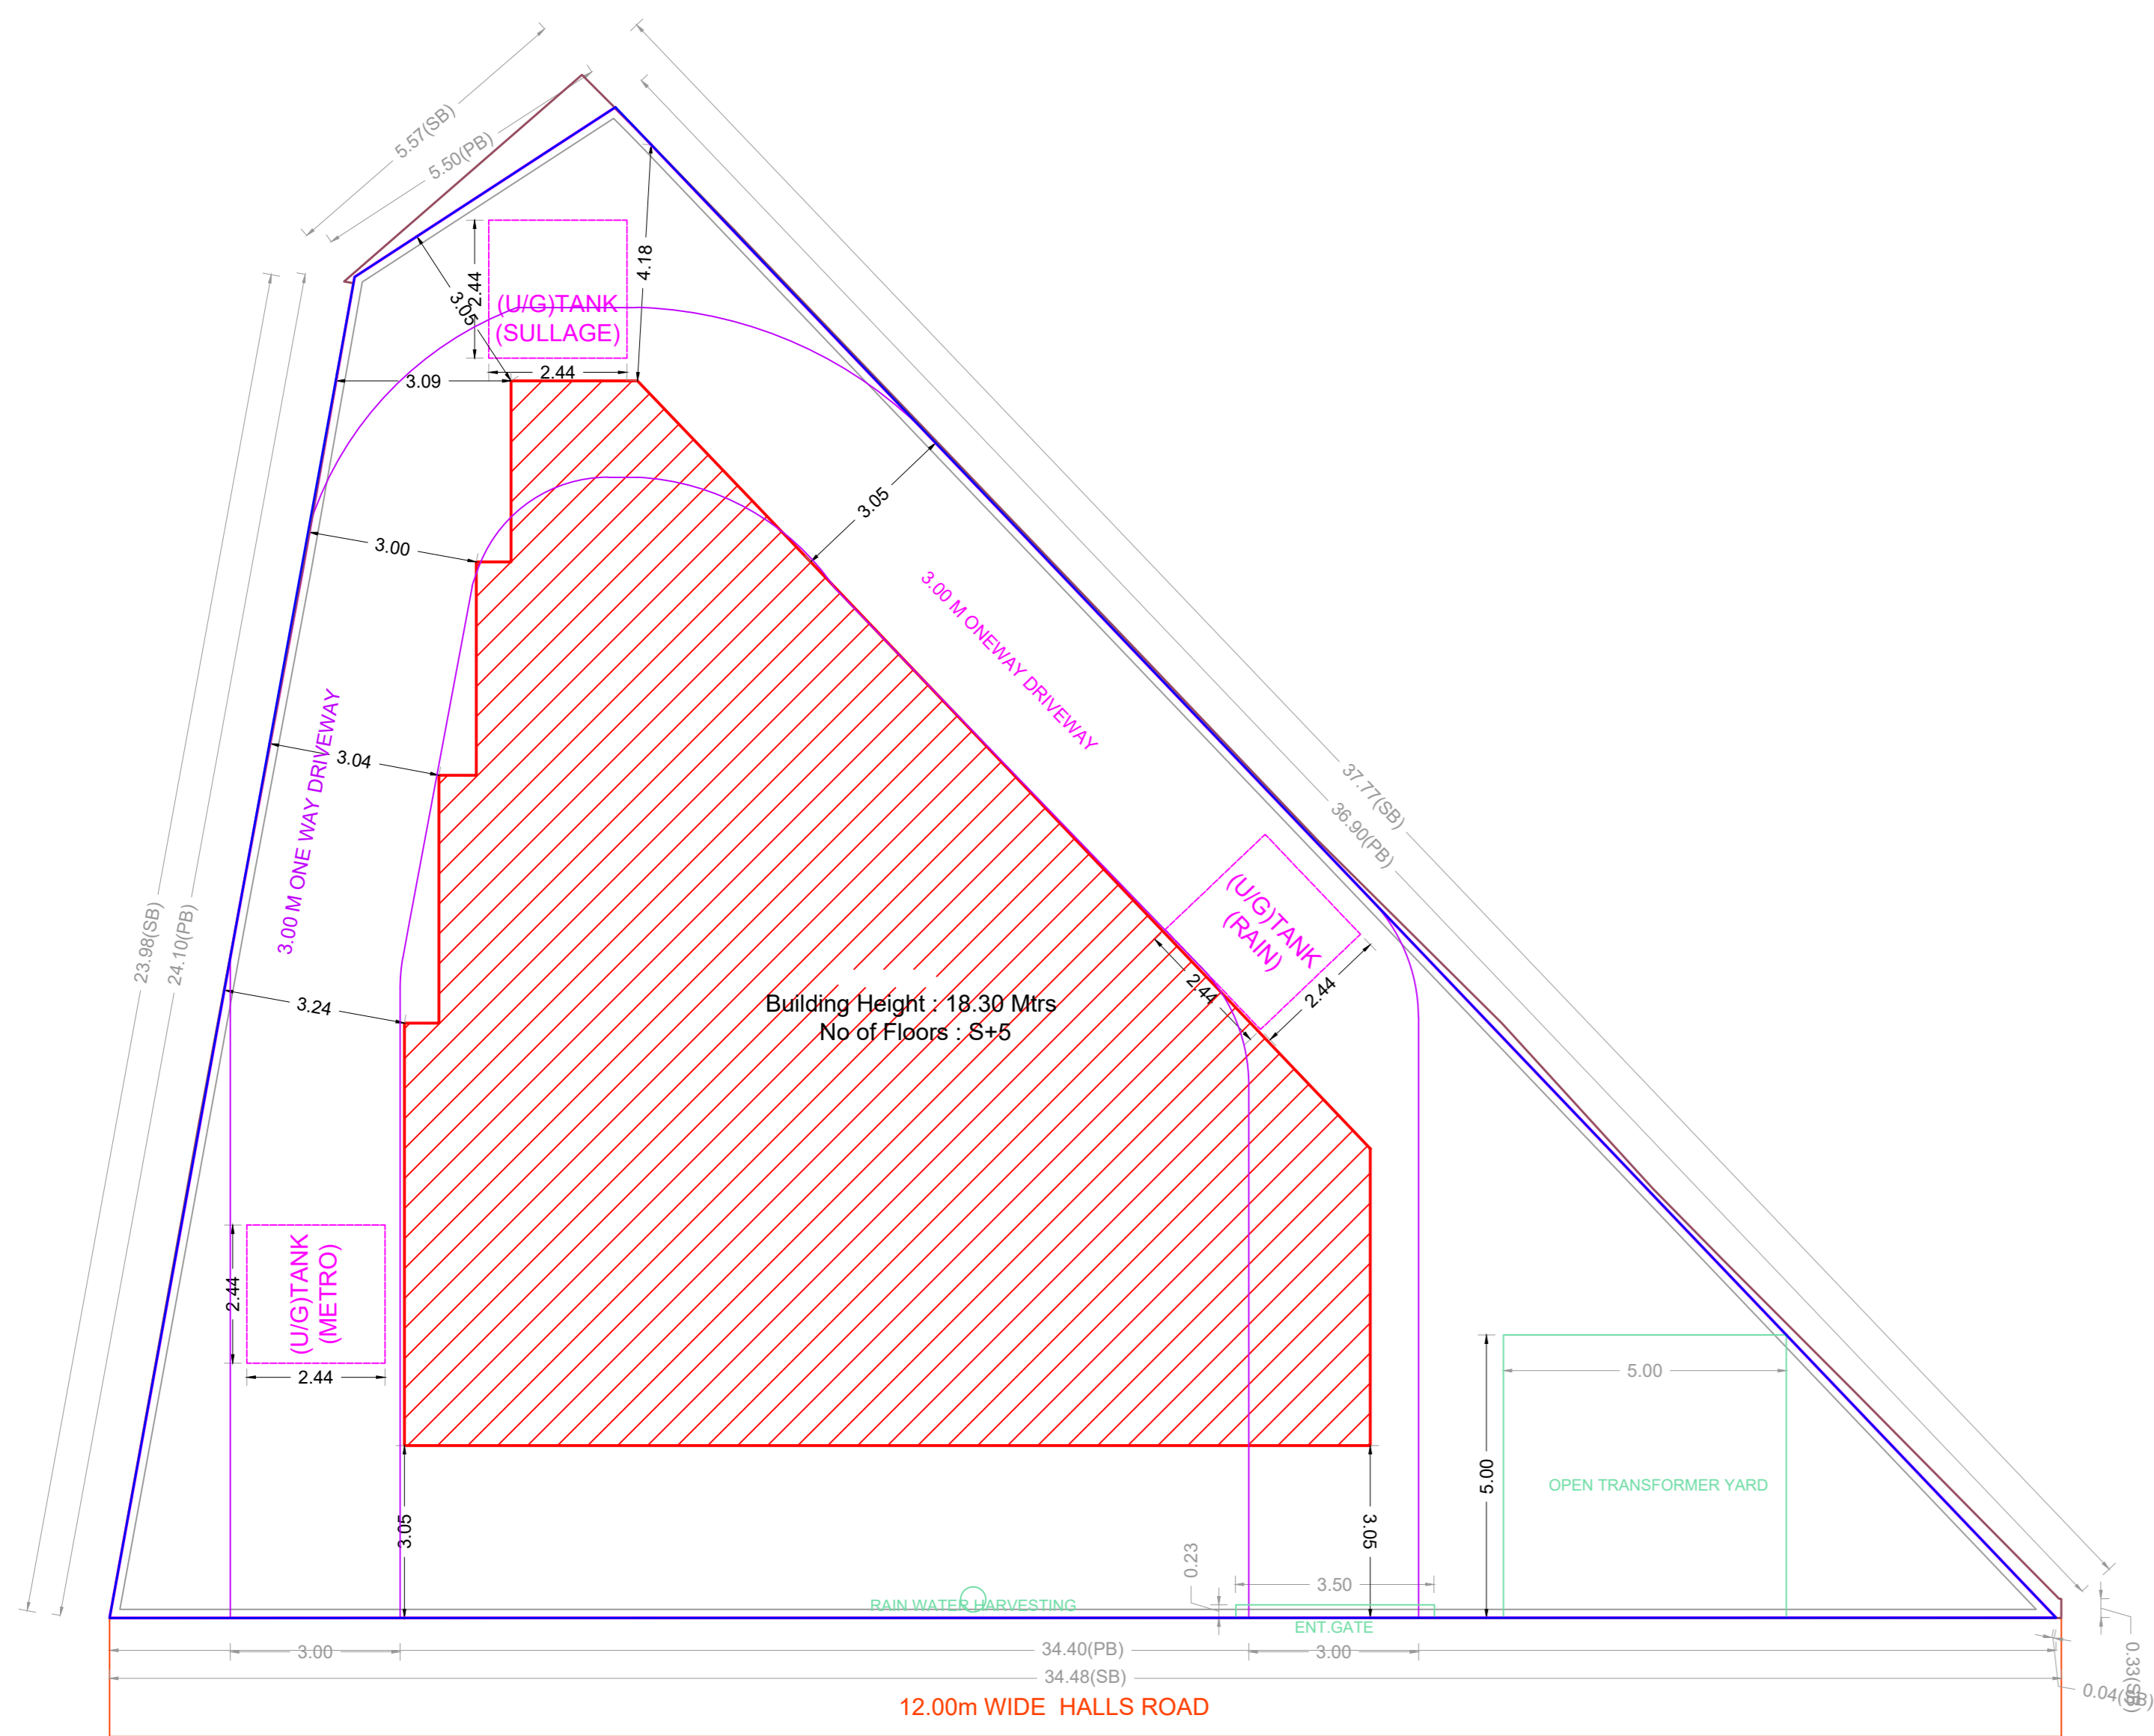 5.57(SB)
5.50(PB)
4.18
2.44
3.05
(U/G)TANK
(SULLAGE)
2.44
3.09
3.05
3.00
3.00 M ONEWAY DRIVEWAY
3.00 M ONE WAY DRIVEWAY
3.04
37.77(SB)
36.90(PB)
(U/G)TANK
(RAIN)
23.98(SB)
24.10(PB)
2.44
2.44
3.24
Building Height : 18.30 Mtrs
No of Floors : S+5
(U/G)TANK
(METRO)
2.44
2.44
5.00
5.00
OPEN TRANSFORMER YARD
3.05
3.05
0.23
3.50
RAIN WATER HARVESTING
ENT.GATE
3.00
34.40(PB)
3.00
34.48(SB)
0.33(SB)
0.04(SB)
12.00m WIDE HALLS ROAD